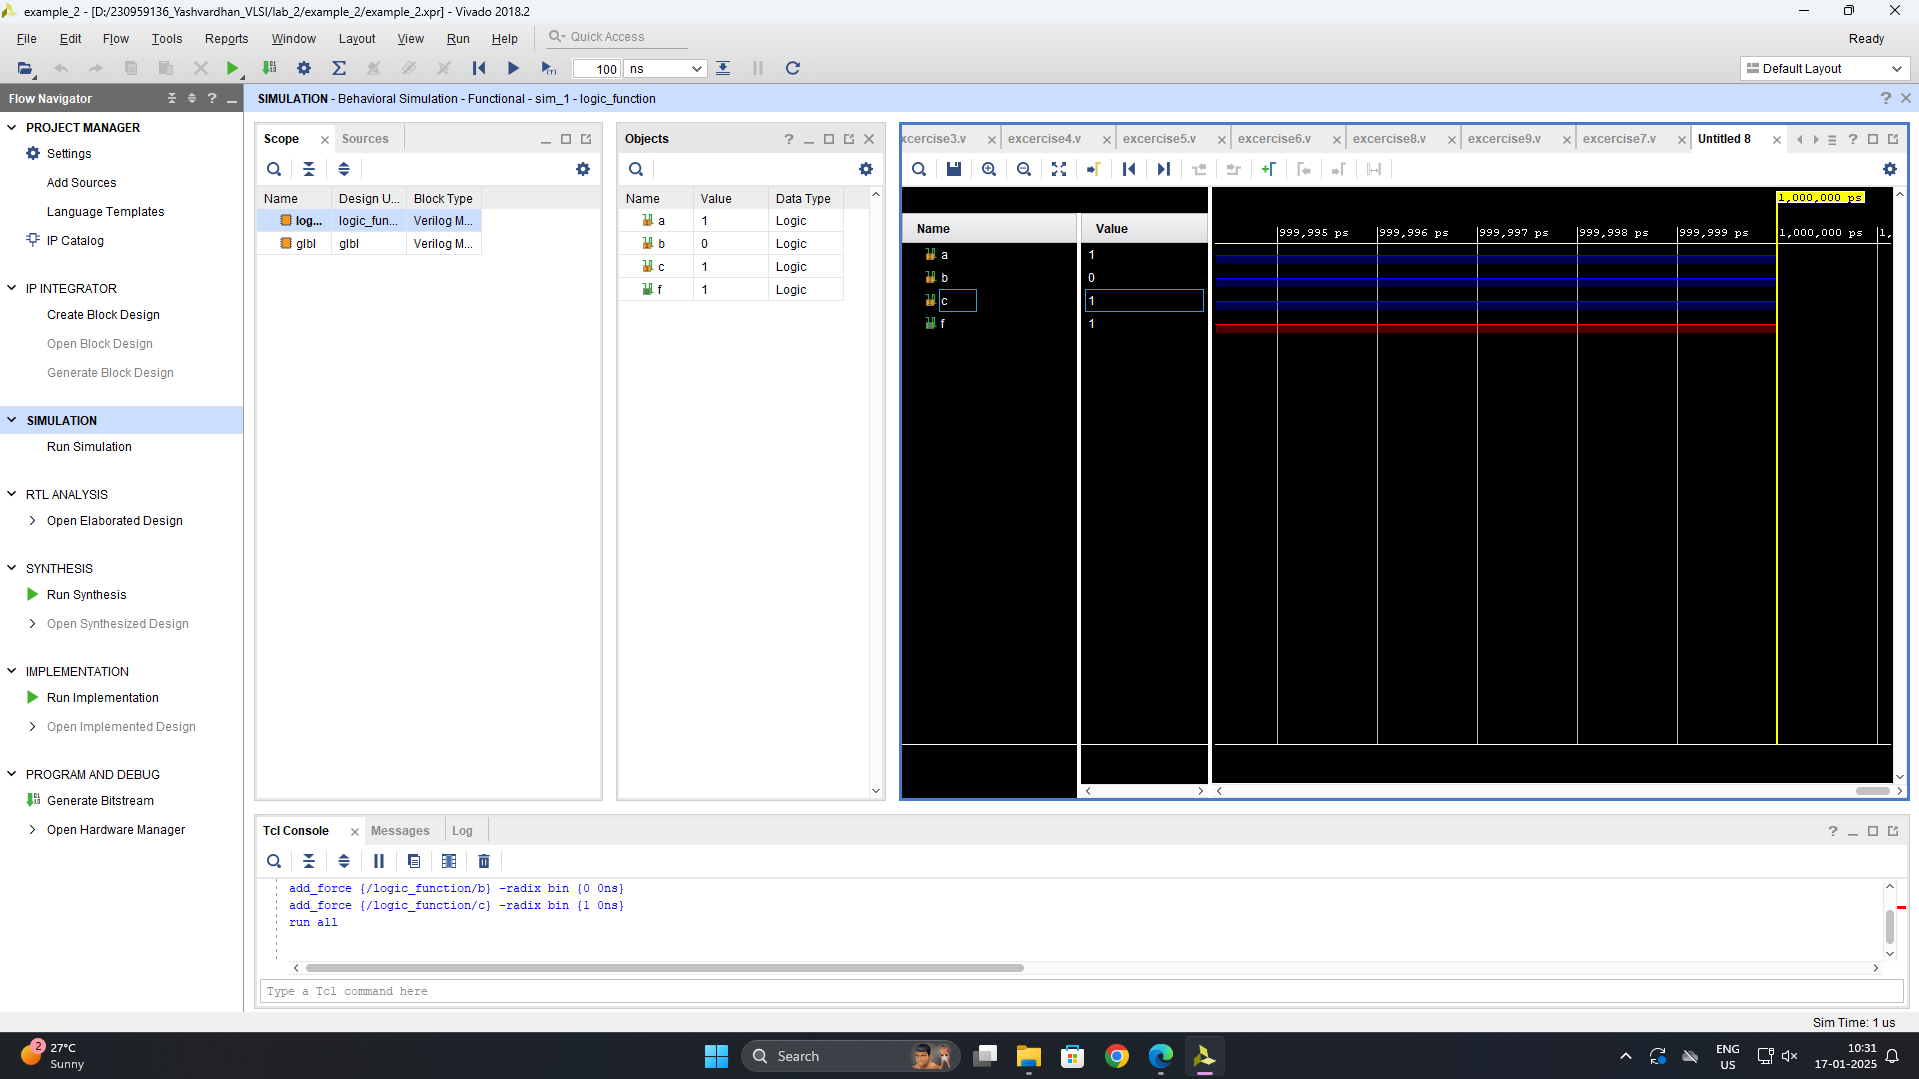 example_2 - [D:/230959136_Yashvardhan_VLSI/lab_2/example_2/example_2.xpr] - Vivado 2018.2
File Edit Flow Tools Reports Window Layout View Run Help Quick Access Ready
100 ns Default Layout
Flow Navigator
SIMULATION - Behavioral Simulation - Functional - sim_1 - logic_function
PROJECT MANAGER
Settings
Add Sources
Language Templates
IP Catalog
IP INTEGRATOR
Create Block Design
Open Block Design
Generate Block Design
SIMULATION
Run Simulation
RTL ANALYSIS
Open Elaborated Design
SYNTHESIS
Run Synthesis
Open Synthesized Design
IMPLEMENTATION
Run Implementation
Open Implemented Design
PROGRAM AND DEBUG
Generate Bitstream
Open Hardware Manager
Scope Sources
Name Design U... Block Type
log... logic_fun... Verilog M...
glbl glbl Verilog M...
Objects
Name Value Data Type
a 1 Logic
b 0 Logic
c 1 Logic
f 1 Logic
excercise3.v excercise4.v excercise5.v excercise6.v excercise8.v excercise9.v excercise7.v Untitled 8
1,000,000 ps
Name Value
999,995 ps 999,996 ps 999,997 ps 999,998 ps 999,999 ps 1,000,000 ps 1,
a 1
b 0
c 1
f 1
Tcl Console Messages Log
add_force {/logic_function/b} -radix bin {0 0ns}
add_force {/logic_function/c} -radix bin {1 0ns}
run all
Type a Tcl command here
Sim Time: 1 us
2
27°C
Sunny
Search
ENG
US
10:31
17-01-2025